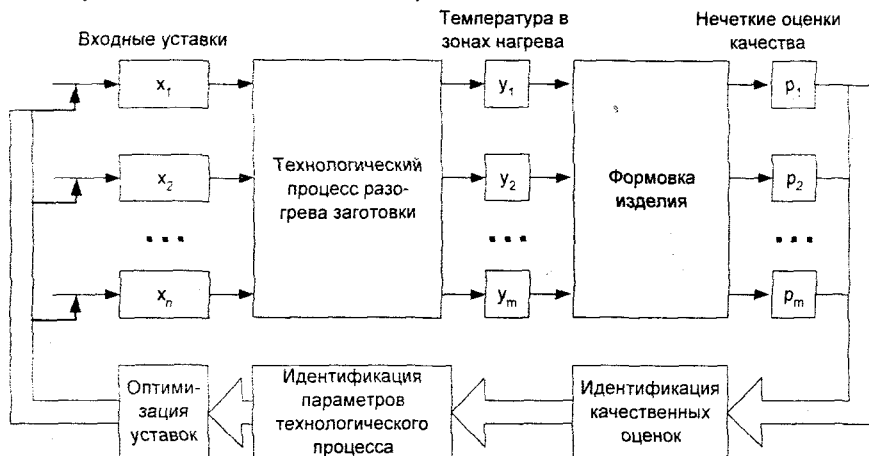 Входные уставки
Температура в
зонах нагрева
Нечеткие оценки
качества
x1
y1
p1
Технологический
процесс разо-
грева заготовки
Формовка
изделия
x2
y2
p2
...
...
...
xn
ym
pm
Оптими-
зация
уставок
Идентификация
параметров
технологического
процесса
Идентификация
качественных
оценок